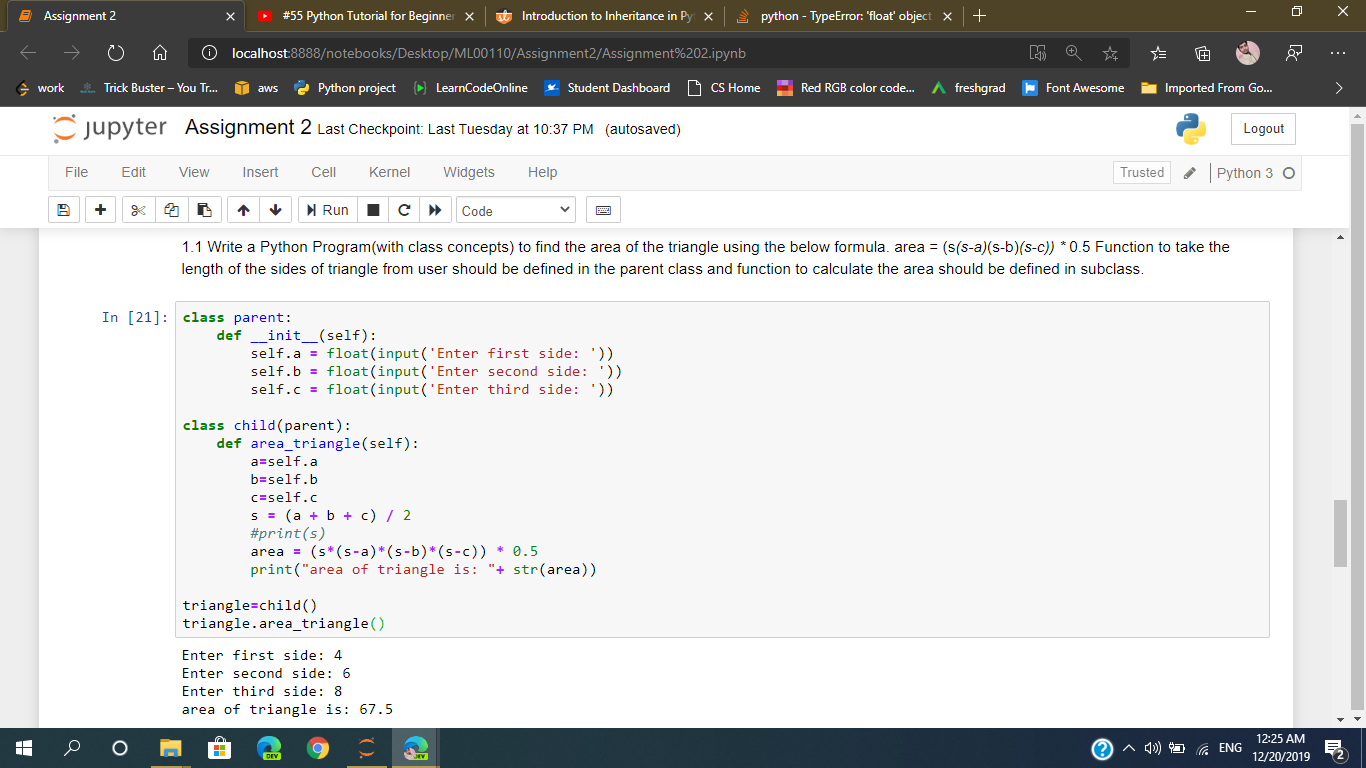 Assignment 2
#55 Python Tutorial for Beginner
Introduction to Inheritance in Py
python - TypeError: 'float' object
localhost:8888/notebooks/Desktop/ML00110/Assignment2/Assignment%202.ipynb
work
Trick Buster – You Tr...
aws
Python project
LearnCodeOnline
Student Dashboard
CS Home
Red RGB color code...
freshgrad
Font Awesome
Imported From Go...
jupyter Assignment 2 Last Checkpoint: Last Tuesday at 10:37 PM (autosaved)
Logout
File Edit View Insert Cell Kernel Widgets Help
Trusted
Python 3
Run
Code
1.1 Write a Python Program(with class concepts) to find the area of the triangle using the below formula. area = (s(s-a)(s-b)(s-c)) * 0.5 Function to take the
length of the sides of triangle from user should be defined in the parent class and function to calculate the area should be defined in subclass.
In [21]:
class parent:
    def __init__(self):
        self.a = float(input('Enter first side: '))
        self.b = float(input('Enter second side: '))
        self.c = float(input('Enter third side: '))
class child(parent):
    def area_triangle(self):
        a=self.a
        b=self.b
        c=self.c
        s = (a + b + c) / 2
        #print(s)
        area = (s*(s-a)*(s-b)*(s-c)) * 0.5
        print("area of triangle is: "+ str(area))
triangle=child()
triangle.area_triangle()
Enter first side: 4
Enter second side: 6
Enter third side: 8
area of triangle is: 67.5
DEV
DEV
ENG
12:25 AM
12/20/2019
2